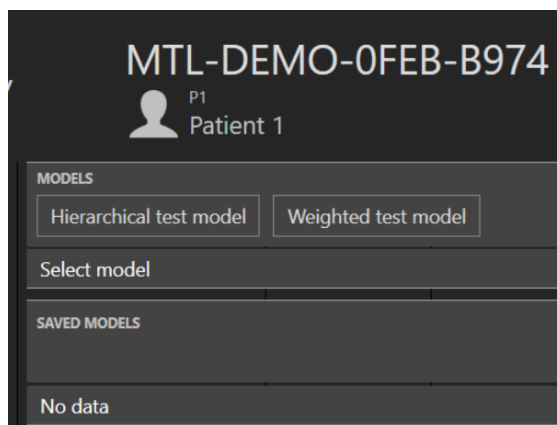 MTL-DEMO-0FEB-B974
P1
Patient 1
MODELS
Hierarchical test model Weighted test model
Select model
SAVED MODELS
No data